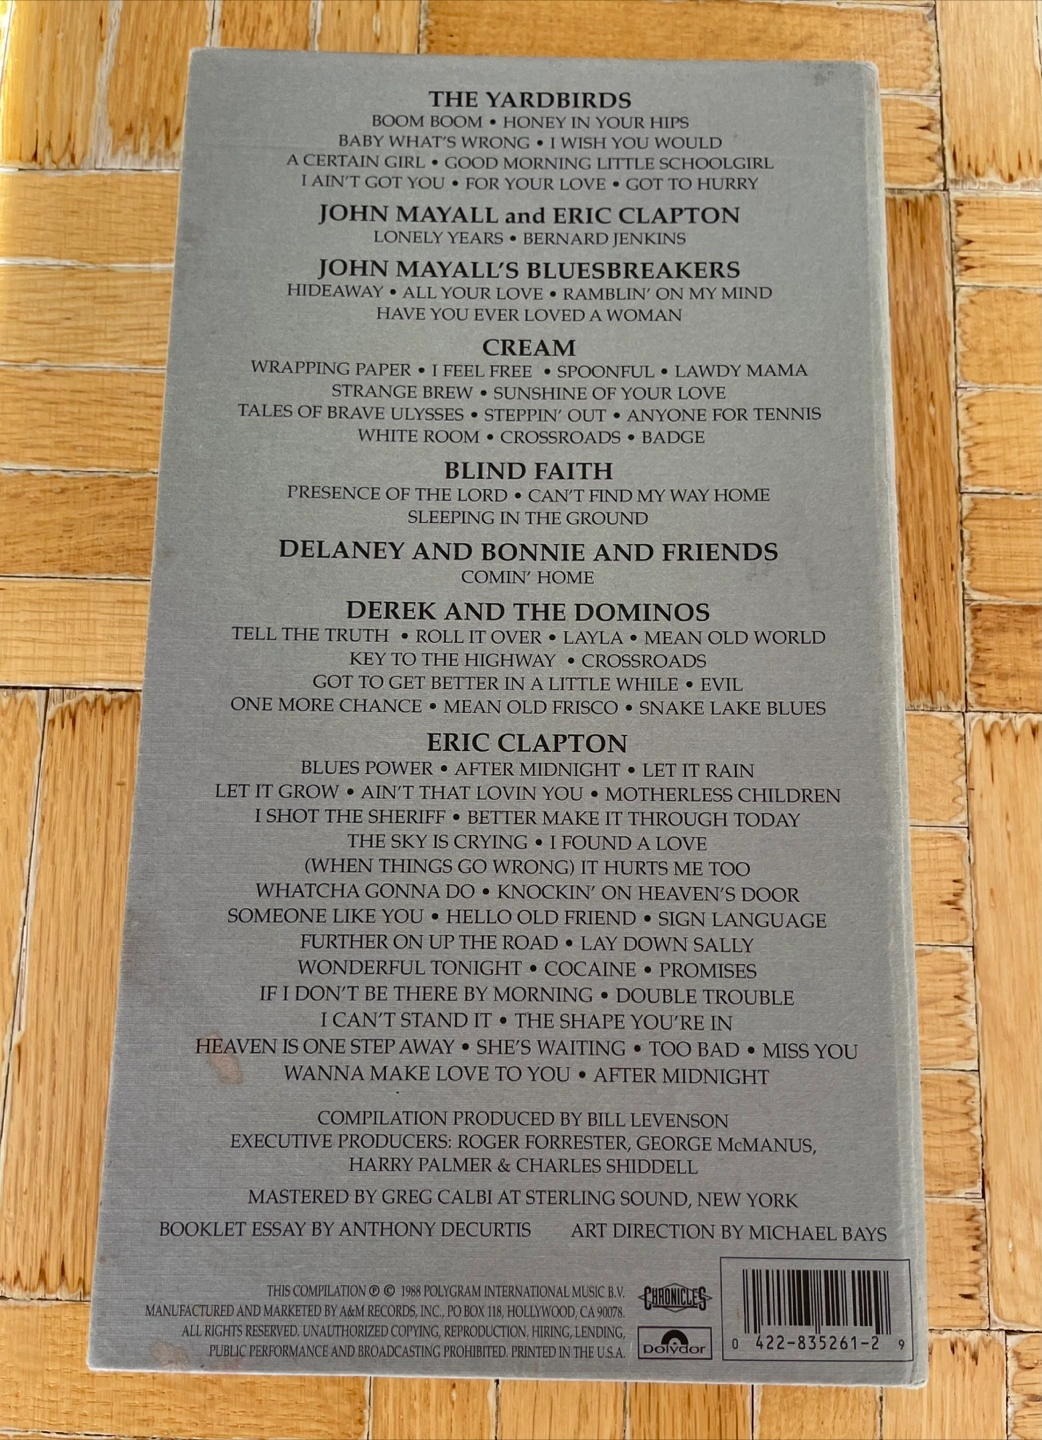 THE YARDBIRDS
BOOM BOOM • HONEY IN YOUR HIPS
BABY WHAT'S WRONG • I WISH YOU WOULD
A CERTAIN GIRL • GOOD MORNING LITTLE SCHOOLGIRL
I AIN'T GOT YOU • FOR YOUR LOVE • GOT TO HURRY
JOHN MAYALL and ERIC CLAPTON
LONELY YEARS • BERNARD JENKINS
JOHN MAYALL'S BLUESBREAKERS
HIDEAWAY • ALL YOUR LOVE • RAMBLIN' ON MY MIND
HAVE YOU EVER LOVED A WOMAN
CREAM
WRAPPING PAPER • I FEEL FREE • SPOONFUL • LAWDY MAMA
STRANGE BREW • SUNSHINE OF YOUR LOVE
TALES OF BRAVE ULYSSES • STEPPIN' OUT • ANYONE FOR TENNIS
WHITE ROOM • CROSSROADS • BADGE
BLIND FAITH
PRESENCE OF THE LORD • CAN'T FIND MY WAY HOME
SLEEPING IN THE GROUND
DELANEY AND BONNIE AND FRIENDS
COMIN' HOME
DEREK AND THE DOMINOS
TELL THE TRUTH • ROLL IT OVER • LAYLA • MEAN OLD WORLD
KEY TO THE HIGHWAY • CROSSROADS
GOT TO GET BETTER IN A LITTLE WHILE • EVIL
ONE MORE CHANCE • MEAN OLD FRISCO • SNAKE LAKE BLUES
ERIC CLAPTON
BLUES POWER • AFTER MIDNIGHT • LET IT RAIN
LET IT GROW • AIN'T THAT LOVIN YOU • MOTHERLESS CHILDREN
I SHOT THE SHERIFF • BETTER MAKE IT THROUGH TODAY
THE SKY IS CRYING • I FOUND A LOVE
(WHEN THINGS GO WRONG) IT HURTS ME TOO
WHATCHA GONNA DO • KNOCKIN' ON HEAVEN'S DOOR
SOMEONE LIKE YOU • HELLO OLD FRIEND • SIGN LANGUAGE
FURTHER ON UP THE ROAD • LAY DOWN SALLY
WONDERFUL TONIGHT • COCAINE • PROMISES
IF I DON'T BE THERE BY MORNING • DOUBLE TROUBLE
I CAN'T STAND IT • THE SHAPE YOU'RE IN
HEAVEN IS ONE STEP AWAY • SHE'S WAITING • TOO BAD • MISS YOU
WANNA MAKE LOVE TO YOU • AFTER MIDNIGHT
COMPILATION PRODUCED BY BILL LEVENSON
EXECUTIVE PRODUCERS: ROGER FORRESTER, GEORGE McMANUS,
HARRY PALMER & CHARLES SHIDDELL
MASTERED BY GREG CALBI AT STERLING SOUND, NEW YORK
BOOKLET ESSAY BY ANTHONY DECURTIS ART DIRECTION BY MICHAEL BAYS
THIS COMPILATION ℗ © 1988 POLYGRAM INTERNATIONAL MUSIC B.V.
MANUFACTURED AND MARKETED BY A&M RECORDS, INC., PO BOX 118, HOLLYWOOD, CA 90078.
ALL RIGHTS RESERVED. UNAUTHORIZED COPYING, REPRODUCTION, HIRING, LENDING,
PUBLIC PERFORMANCE AND BROADCASTING PROHIBITED. PRINTED IN THE U.S.A.
CHRONICLES
Polydor
0 422-835261-2 9